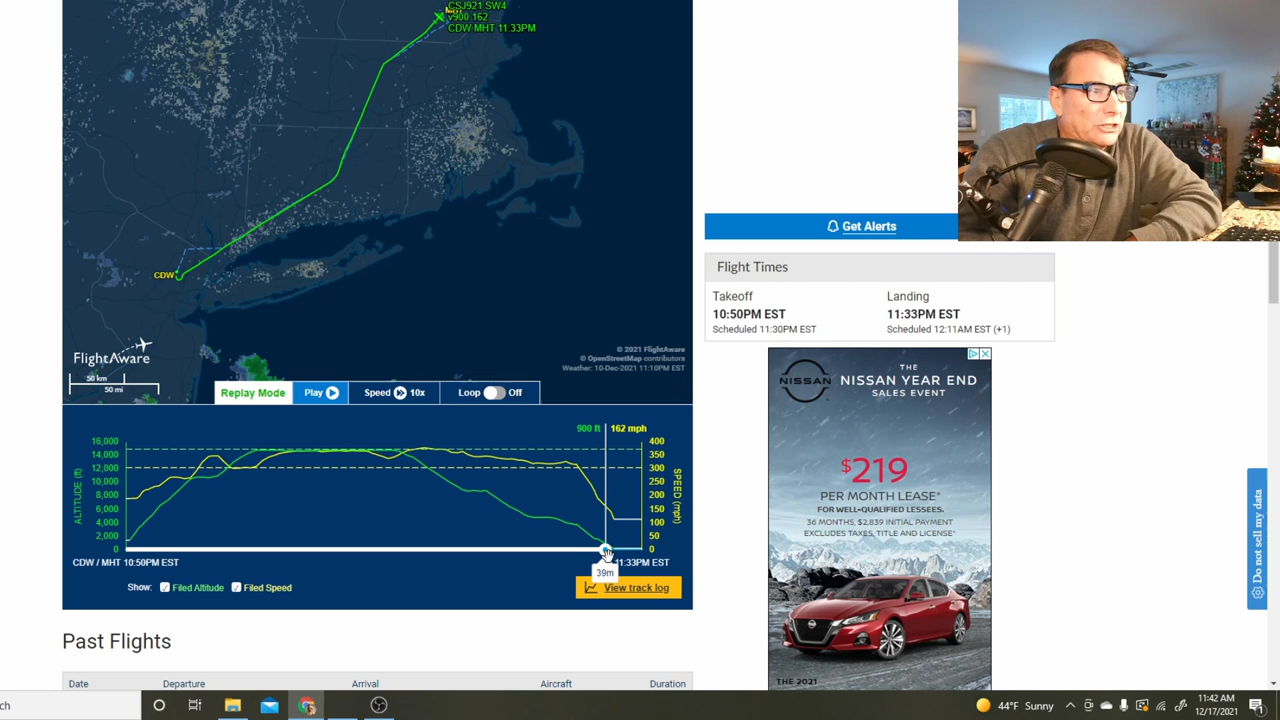 CSJ921 SW4
v900 162
CDW MHT 11:33PM
CDW
FlightAware
50 km
50 mi
© 2021 FlightAware
© OpenStreetMap contributors
Weather: 10-Dec-2021 11:10PM EST
Replay Mode
Play
Speed 10x
Loop Off
900 ft 162 mph
16,000
14,000
12,000
10,000
8,000
6,000
4,000
2,000
0
ALTITUDE (ft)
400
350
300
250
200
150
100
50
0
SPEED (mph)
CDW / MHT 10:50PM EST
11:33PM EST
39m
Show: Filed Altitude Filed Speed
View track log
Past Flights
Date Departure Arrival Aircraft Duration
Get Alerts
Flight Times
Takeoff
10:50PM EST
Scheduled 11:30PM EST
Landing
11:33PM EST
Scheduled 12:11AM EST (+1)
NISSAN
THE
NISSAN YEAR END
SALES EVENT
$219
PER MONTH LEASE*
FOR WELL-QUALIFIED LESSEES.
36 MONTHS, $2,839 INITIAL PAYMENT
EXCLUDES TAXES, TITLE AND LICENSE*
THE 2021
Do not sell my data
ch
44°F Sunny
11:42 AM
12/17/2021
1